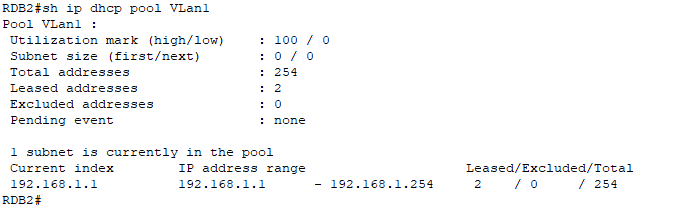 RDB2#sh ip dhcp pool VLan1
Pool VLan1 :
 Utilization mark (high/low)    : 100 / 0
 Subnet size (first/next)       : 0 / 0
 Total addresses                : 254
 Leased addresses               : 2
 Excluded addresses             : 0
 Pending event                  : none

 1 subnet is currently in the pool
 Current index        IP address range                    Leased/Excluded/Total
 192.168.1.1          192.168.1.1      - 192.168.1.254     2    / 0     / 254
RDB2#